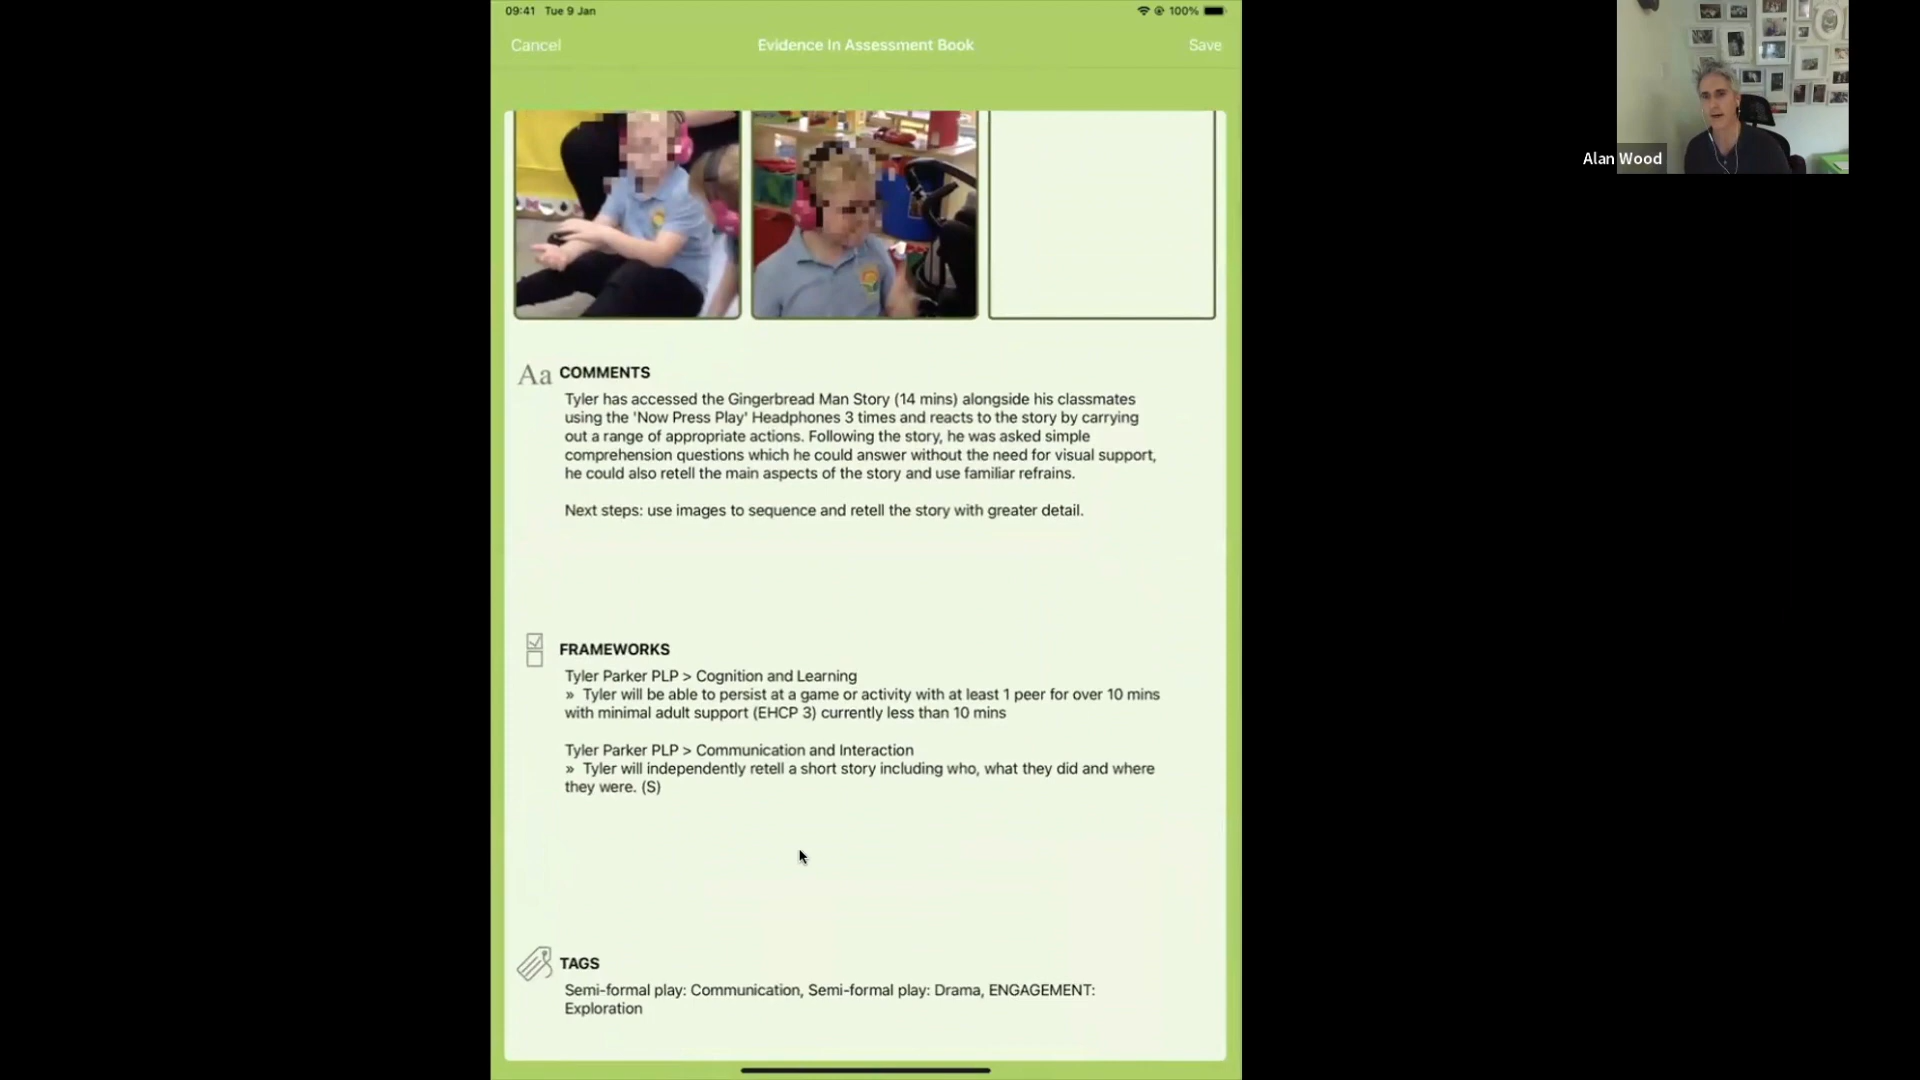 09:41 Tue 9 Jan
100%
Cancel
Evidence In Assessment Book
Save
Alan Wood
Aa COMMENTS
Tyler has accessed the Gingerbread Man Story (14 mins) alongside his classmates
using the 'Now Press Play' Headphones 3 times and reacts to the story by carrying
out a range of appropriate actions. Following the story, he was asked simple
comprehension questions which he could answer without the need for visual support,
he could also retell the main aspects of the story and use familiar refrains.
Next steps: use images to sequence and retell the story with greater detail.
FRAMEWORKS
Tyler Parker PLP > Cognition and Learning
» Tyler will be able to persist at a game or activity with at least 1 peer for over 10 mins
with minimal adult support (EHCP 3) currently less than 10 mins
Tyler Parker PLP > Communication and Interaction
» Tyler will independently retell a short story including who, what they did and where
they were. (S)
TAGS
Semi-formal play: Communication, Semi-formal play: Drama, ENGAGEMENT:
Exploration